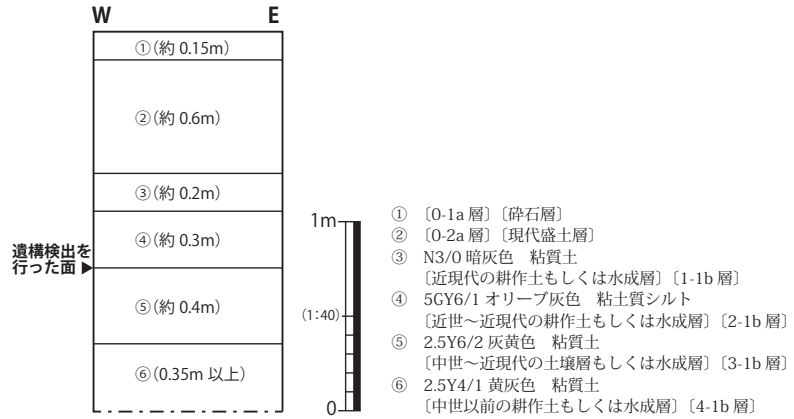 W E
①(約 0.15m)
②(約 0.6m)
③(約 0.2m)
④(約 0.3m)
遺構検出を
行った面▶
⑤(約 0.4m)
⑥(0.35m 以上)
1m
(1:40)
0
① 〔0-1a 層〕〔砕石層〕
② 〔0-2a 層〕〔現代盛土層〕
③ N3/0 暗灰色 粘質土
〔近現代の耕作土もしくは水成層〕〔1-1b 層〕
④ 5GY6/1 オリーブ灰色 粘土質シルト
〔近世～近現代の耕作土もしくは水成層〕〔2-1b 層〕
⑤ 2.5Y6/2 灰黄色 粘質土
〔中世～近現代の土壌層もしくは水成層〕〔3-1b 層〕
⑥ 2.5Y4/1 黄灰色 粘質土
〔中世以前の耕作土もしくは水成層〕〔4-1b 層〕